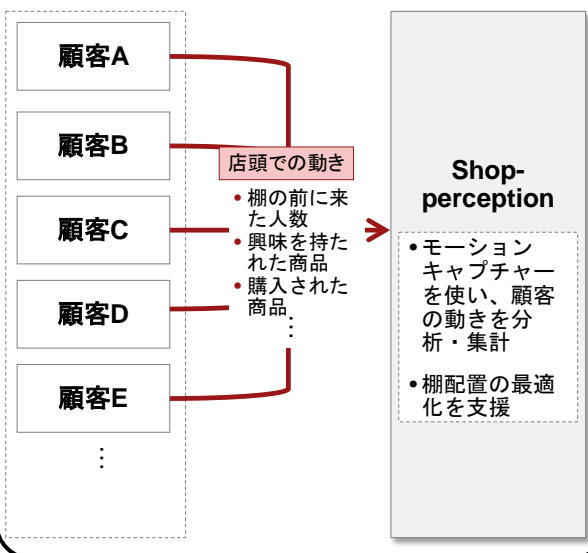 顧客A
顧客B
顧客C
顧客D
顧客E
⋮
店頭での動き
• 棚の前に来
た人数
• 興味を持た
れた商品
• 購入された
商品
⋮
Shop-
perception
• モーション
キャプチャー
を使い、顧客
の動きを分
析・集計
• 棚配置の最適
化を支援